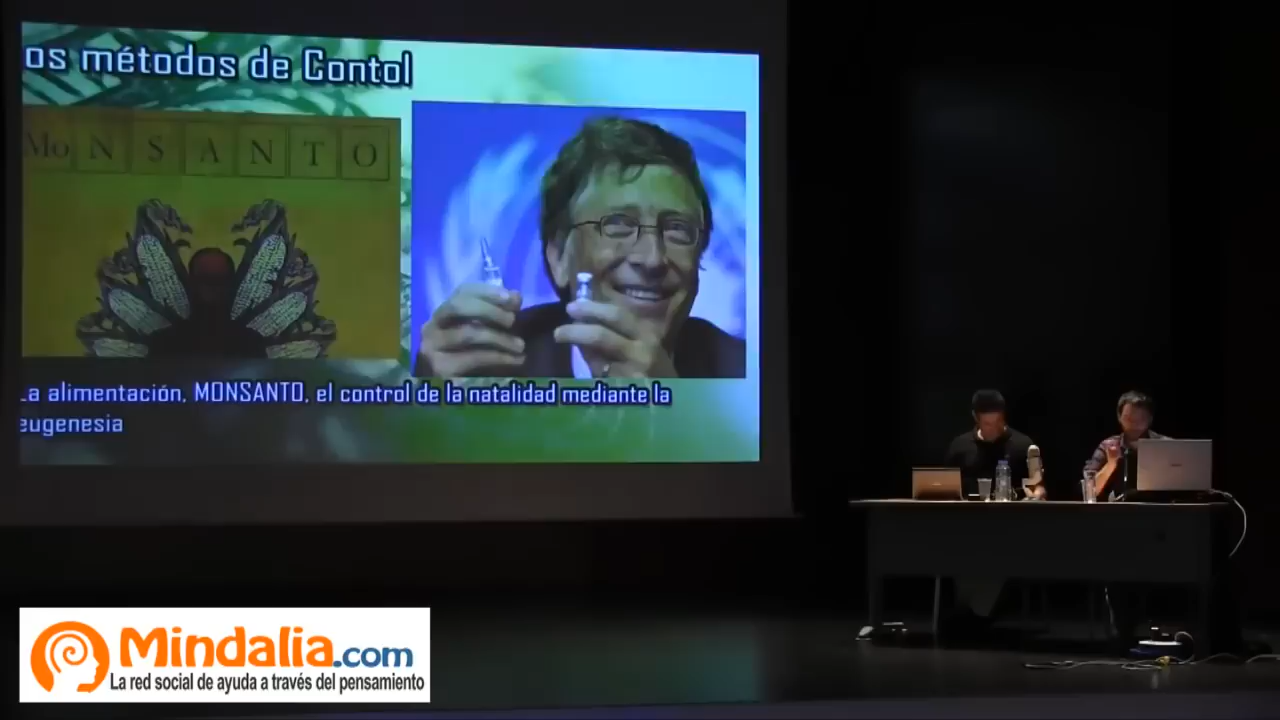 os métodos de Contol
MoNSANTO
La alimentación, MONSANTO, el control de la natalidad mediante la
eugenesia
Mindalia.com
La red social de ayuda a través del pensamiento